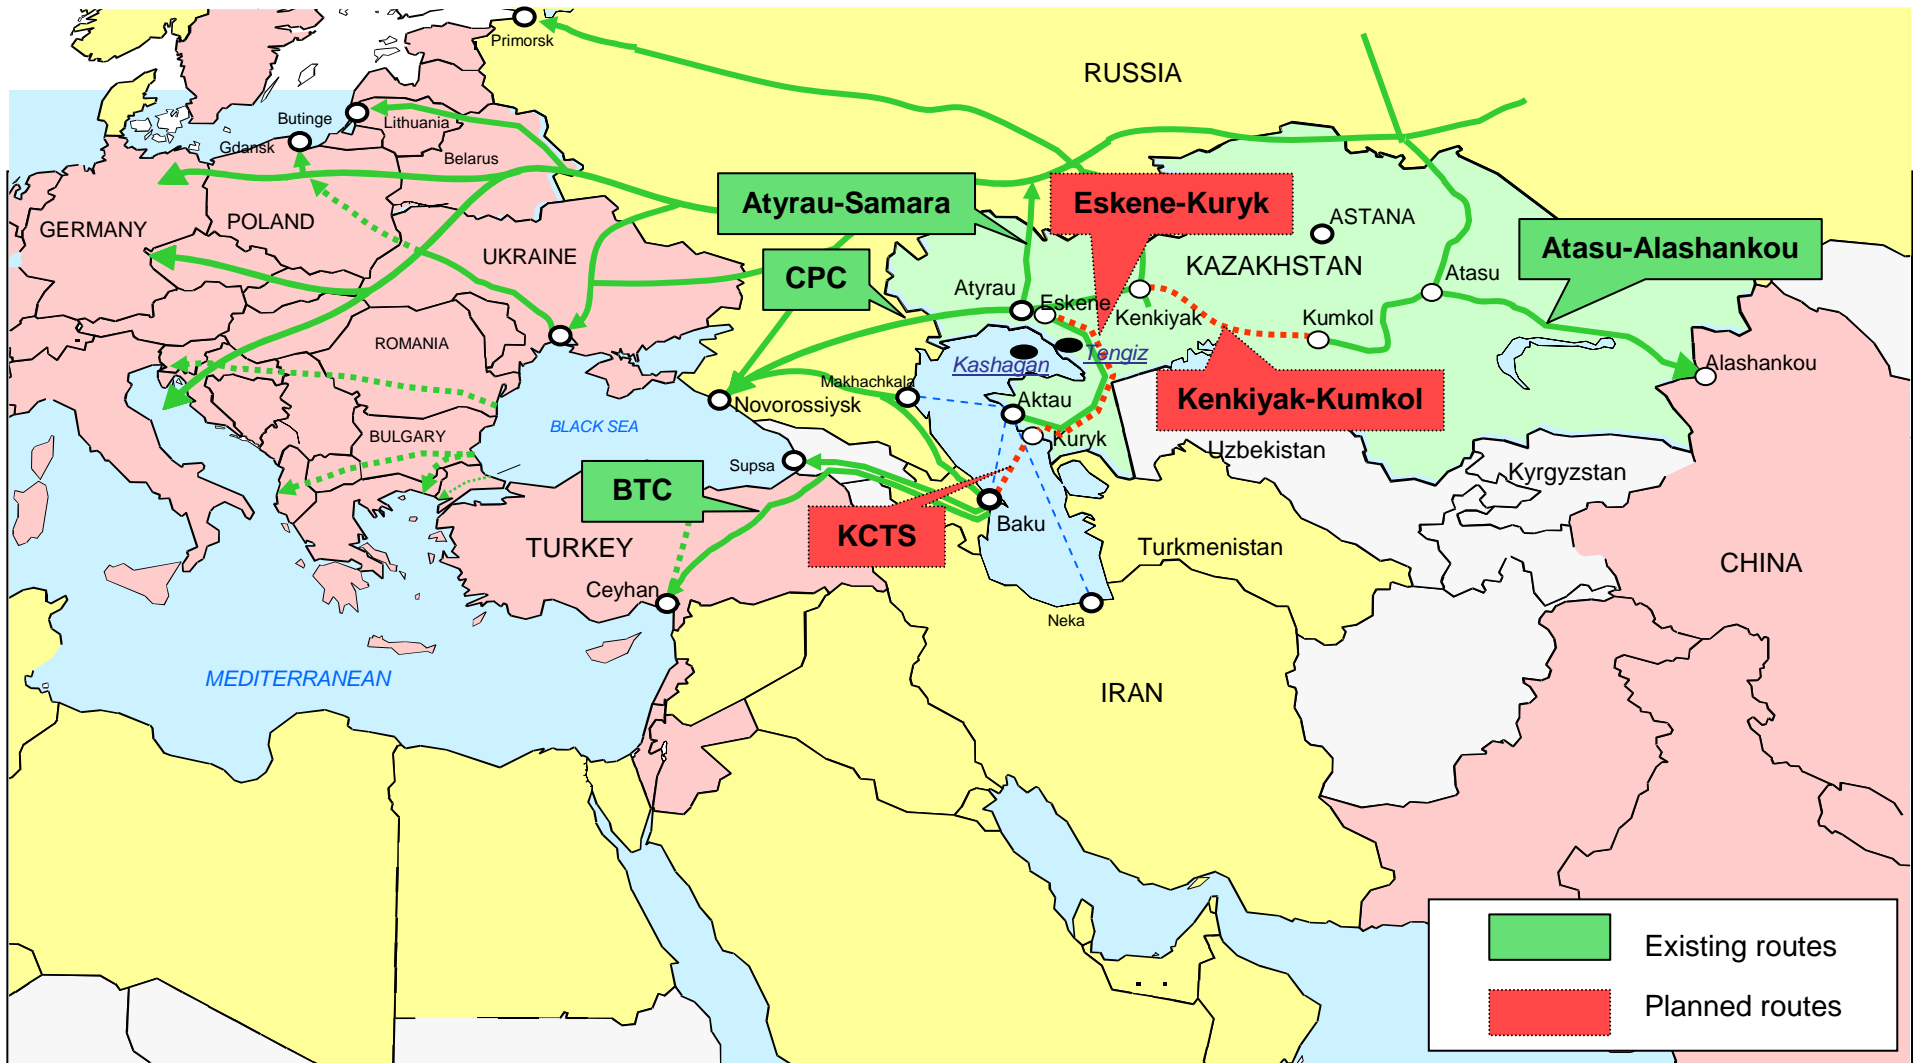 Primorsk
RUSSIA
Butinge
Lithuania
Gdansk
Belarus
Atyrau-Samara
Eskene-Kuryk
ASTANA
GERMANY
POLAND
UKRAINE
Atasu-Alashankou
CPC
KAZAKHSTAN
Atasu
Atyrau
Eskene
Kenkiyak
Kumkol
ROMANIA
Kashagan
Tengiz
Alashankou
Makhachkala
Novorossiysk
Aktau
Kenkiyak-Kumkol
BLACK SEA
BULGARY
Kuryk
Uzbekistan
Supsa
Kyrgyzstan
BTC
Baku
KCTS
TURKEY
Turkmenistan
CHINA
Ceyhan
Neka
MEDITERRANEAN
IRAN
Existing routes
Planned routes